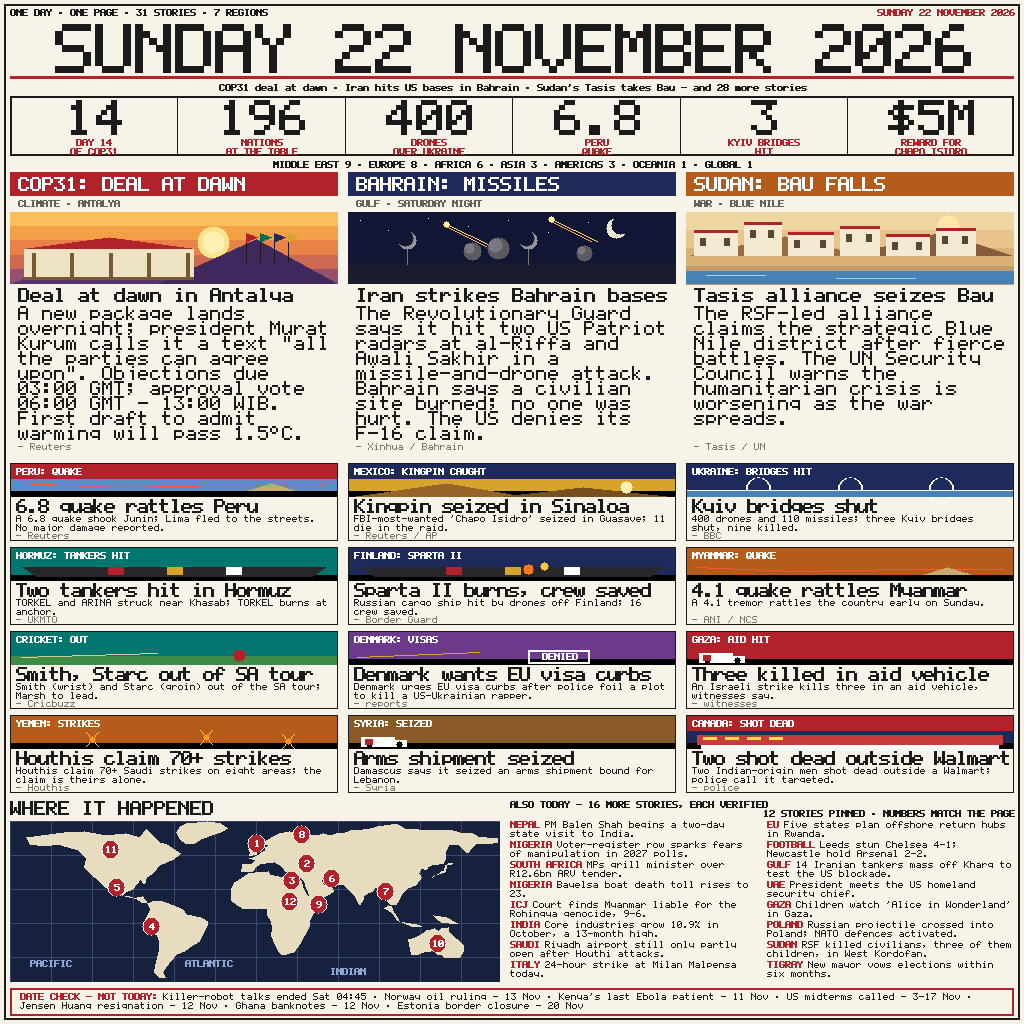 ONE DAY · ONE PAGE · 31 STORIES · 7 REGIONS
SUNDAY 22 NOVEMBER 2026
SUNDAY 22 NOVEMBER 2026
COP31 deal at dawn · Iran hits US bases in Bahrain · Sudan's Tasis takes Bau — and 28 more stories
14
DAY 14
OF COP31
196
NATIONS
AT THE TABLE
400
DRONES
OVER UKRAINE
6.8
PERU
QUAKE
3
KYIV BRIDGES
HIT
$5M
REWARD FOR
CHAPO ISIDRO
MIDDLE EAST 9 · EUROPE 8 · AFRICA 6 · ASIA 3 · AMERICAS 3 · OCEANIA 1 · GLOBAL 1
COP31: DEAL AT DAWN
CLIMATE · ANTALYA
Deal at dawn in Antalya
A new package lands
overnight; president Murat
Kurum calls it a text "all
the parties can agree
upon". Objections due
03:00 GMT; approval vote
06:00 GMT - 13:00 WIB.
First draft to admit
warming will pass 1.5°C.
— Reuters
BAHRAIN: MISSILES
GULF · SATURDAY NIGHT
Iran strikes Bahrain bases
The Revolutionary Guard
says it hit two US Patriot
radars at al-Riffa and
Awali Sakhir in a
missile-and-drone attack.
Bahrain says a civilian
site burned; no one was
hurt. The US denies its
F-16 claim.
— Xinhua / Bahrain
SUDAN: BAU FALLS
WAR · BLUE NILE
Tasis alliance seizes Bau
The RSF-led alliance
claims the strategic Blue
Nile district after fierce
battles. The UN Security
Council warns the
humanitarian crisis is
worsening as the war
spreads.
— Tasis / UN
PERU: QUAKE
6.8 quake rattles Peru
A 6.8 quake shook Junin; Lima fled to the streets.
No major damage reported.
— Reuters
MEXICO: KINGPIN CAUGHT
Kingpin seized in Sinaloa
FBI-most-wanted 'Chapo Isidro' seized in Guasave; 11
die in the raid.
— Reuters / AP
UKRAINE: BRIDGES HIT
Kyiv bridges shut
400 drones and 110 missiles; three Kyiv bridges
shut, nine killed.
— BBC
HORMUZ: TANKERS HIT
Two tankers hit in Hormuz
TORKEL and ARINA struck near Khasab; TORKEL burns at
anchor.
— UKMTO
FINLAND: SPARTA II
Sparta II burns, crew saved
Russian cargo ship hit by drones off Finland; 16
crew saved.
— Border Guard
MYANMAR: QUAKE
4.1 quake rattles Myanmar
A 4.1 tremor rattles the country early on Sunday.
— ANI / NCS
CRICKET: OUT
Smith, Starc out of SA tour
Smith (wrist) and Starc (groin) out of the SA tour;
Marsh to lead.
— Cricbuzz
DENMARK: VISAS
DENIED
Denmark wants EU visa curbs
Denmark urges EU visa curbs after police foil a plot
to kill a US-Ukrainian rapper.
— reports
GAZA: AID HIT
Three killed in aid vehicle
An Israeli strike kills three in an aid vehicle,
witnesses say.
— witnesses
YEMEN: STRIKES
Houthis claim 70+ strikes
Houthis claim 70+ Saudi strikes on eight areas; the
claim is theirs alone.
— Houthis
SYRIA: SEIZED
Arms shipment seized
Damascus says it seized an arms shipment bound for
Lebanon.
— Syria
CANADA: SHOT DEAD
Two shot dead outside Walmart
Two Indian-origin men shot dead outside a Walmart;
police call it targeted.
— police
WHERE IT HAPPENED
1
8
11
2
3
6
5
7
12
9
4
10
PACIFIC
ATLANTIC
INDIAN
ALSO TODAY — 16 MORE STORIES, EACH VERIFIED
12 STORIES PINNED · NUMBERS MATCH THE PAGE
NEPAL PM Balen Shah begins a two-day
state visit to India.
NIGERIA Voter-register row sparks fears
of manipulation in 2027 polls.
SOUTH AFRICA MPs grill minister over
R12.6bn ARV tender.
NIGERIA Bayelsa boat death toll rises to
23.
ICJ Court finds Myanmar liable for the
Rohingya genocide, 9-6.
INDIA Core industries grow 10.9% in
October, a 13-month high.
SAUDI Riyadh airport still only partly
open after Houthi attacks.
ITALY 24-hour strike at Milan Malpensa
today.
EU Five states plan offshore return hubs
in Rwanda.
FOOTBALL Leeds stun Chelsea 4-1;
Newcastle hold Arsenal 2-2.
GULF 14 Iranian tankers mass off Kharg to
test the US blockade.
UAE President meets the US homeland
security chief.
GAZA Children watch 'Alice in Wonderland'
in Gaza.
POLAND Russian projectile crossed into
Poland; NATO defences activated.
SUDAN RSF killed civilians, three of them
children, in West Kordofan.
TIGRAY New mayor vows elections within
six months.
DATE CHECK — NOT TODAY: Killer-robot talks ended Sat 04:45 · Norway oil ruling — 13 Nov · Kenya's last Ebola patient — 11 Nov · US midterms called — 3-17 Nov ·
Jensen Huang resignation — 12 Nov · Ghana banknotes — 12 Nov · Estonia border closure — 20 Nov